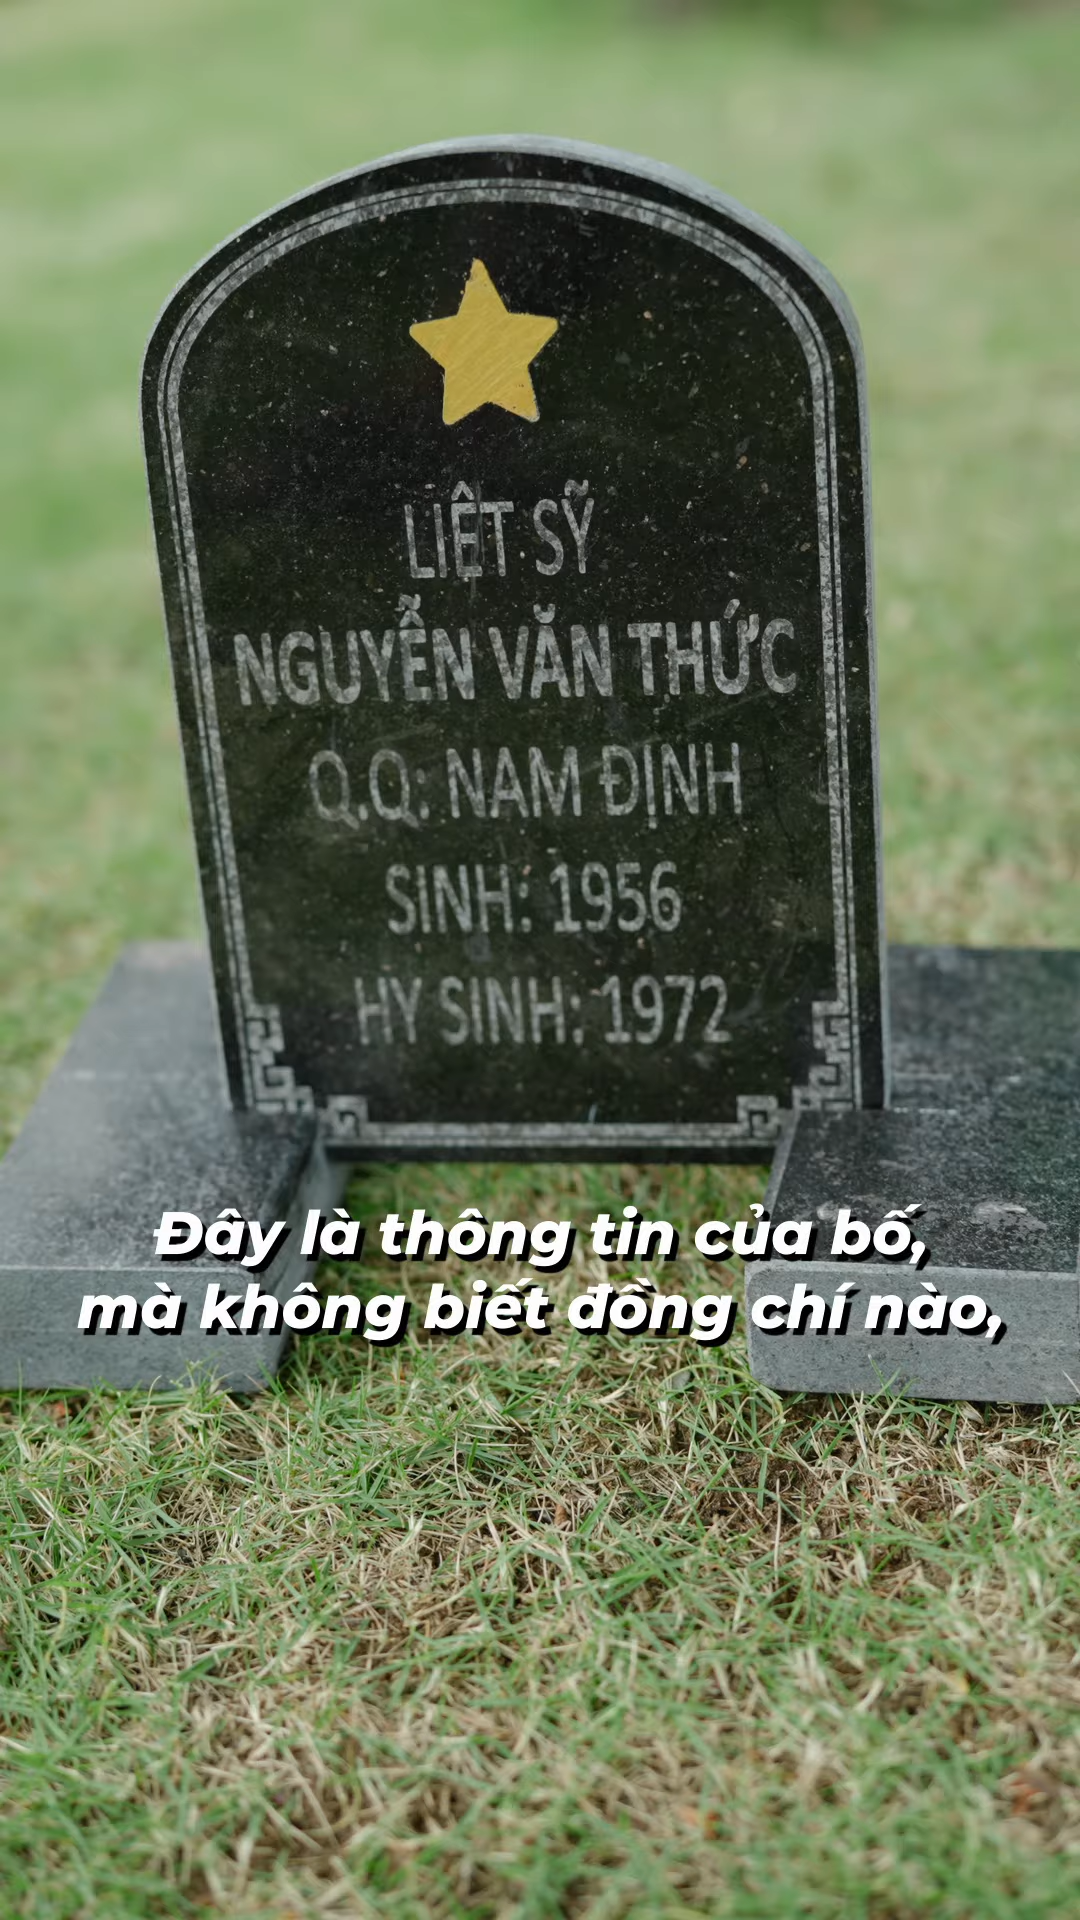 LIỆT SỸ
NGUYỄN VĂN THỨC
Q.Q: NAM ĐỊNH
SINH: 1956
HY SINH: 1972
Đây là thông tin của bố,
mà không biết đồng chí nào,